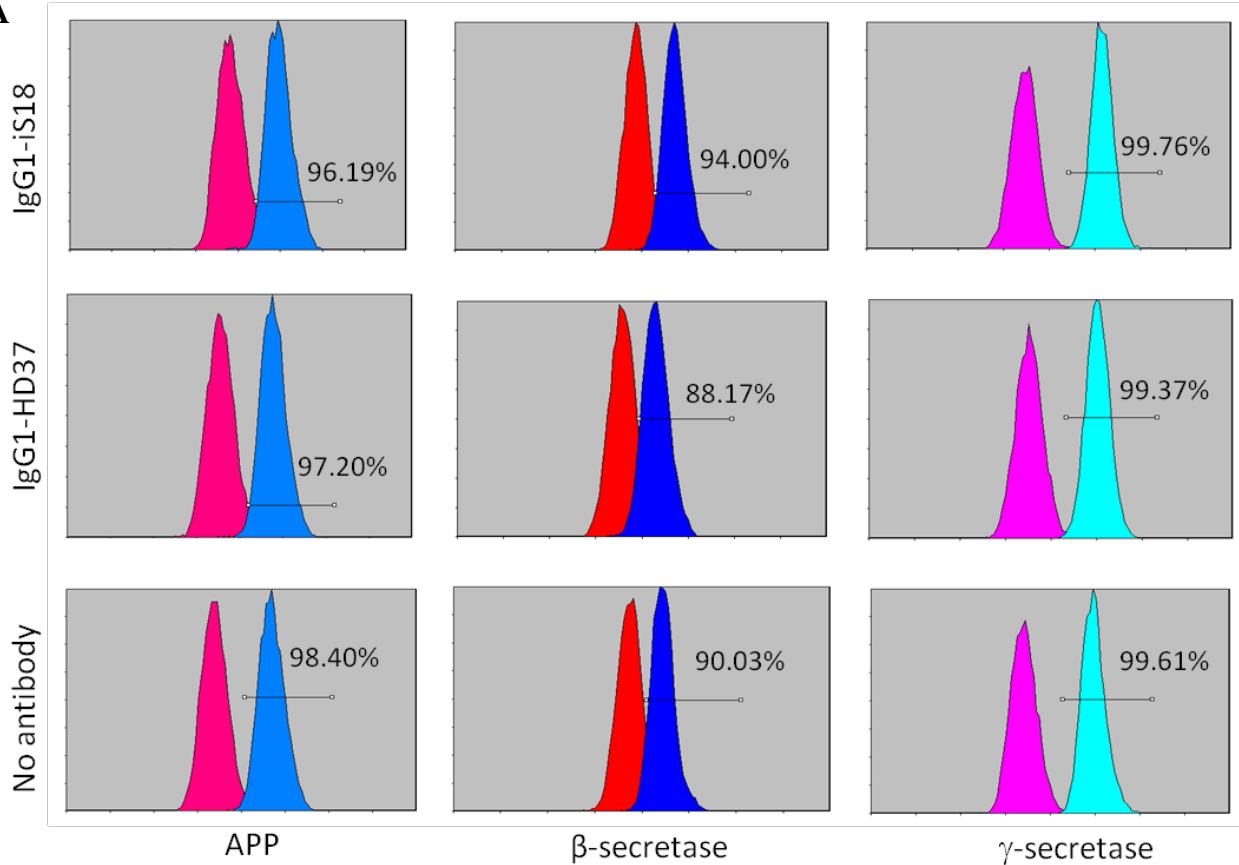 A
IgG1-iS18
96.19%
94.00%
99.76%
IgG1-HD37
97.20%
88.17%
99.37%
No antibody
98.40%
90.03%
99.61%
APP
β-secretase
γ-secretase